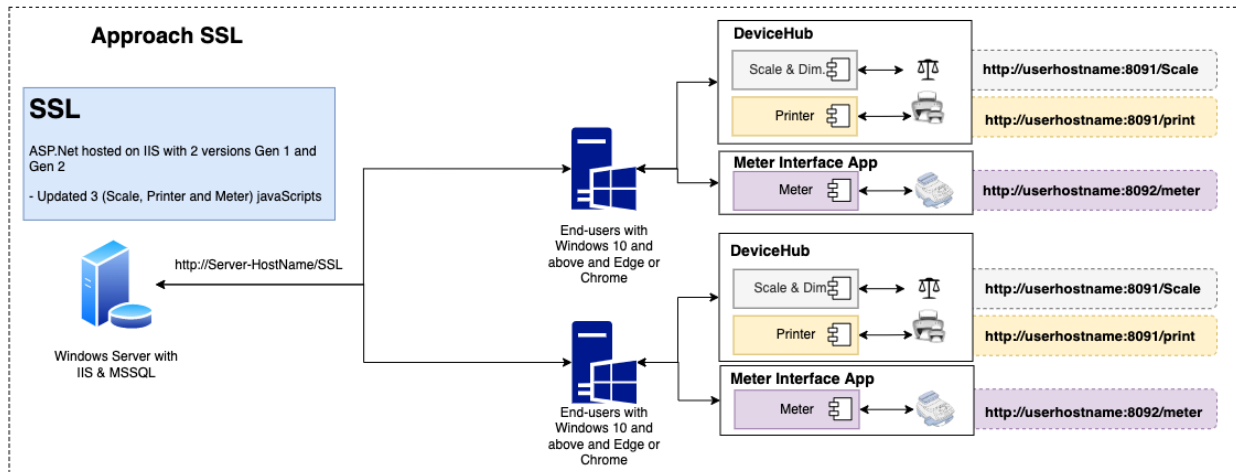 Approach SSL
SSL
ASP.Net hosted on IIS with 2 versions Gen 1 and
Gen 2
- Updated 3 (Scale, Printer and Meter) javaScripts
Windows Server with
IIS & MSSQL
http://Server-HostName/SSL
End-users with
Windows 10 and
above and Edge or
Chrome
DeviceHub
Scale & Dim.
http://userhostname:8091/Scale
Printer
http://userhostname:8091/print
Meter Interface App
Meter
http://userhostname:8092/meter
End-users with
Windows 10 and
above and Edge or
Chrome
DeviceHub
Scale & Dim.
http://userhostname:8091/Scale
Printer
http://userhostname:8091/print
Meter Interface App
Meter
http://userhostname:8092/meter